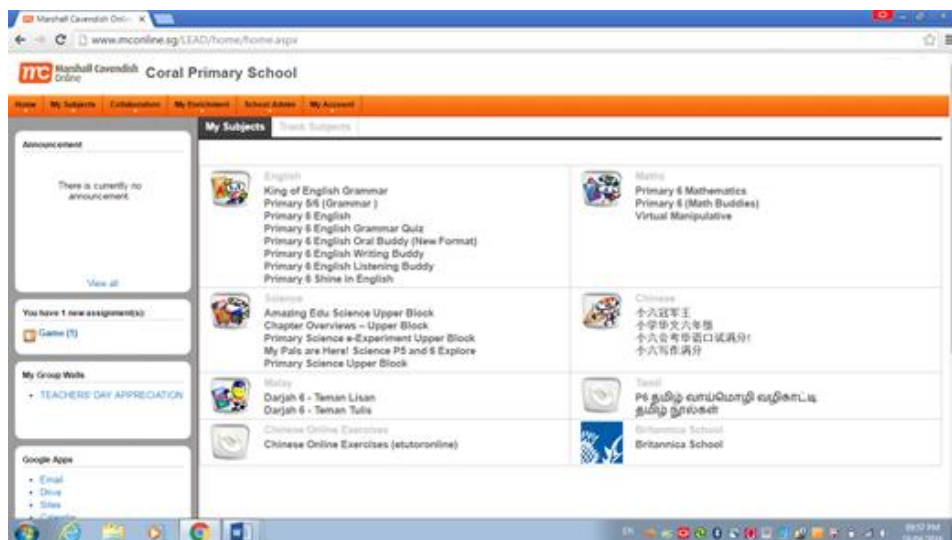 Marshall Cavendish Onlin
www.mconline.sg/LEAD/home/home.aspx
mc Marshall Cavendish Online
Coral Primary School
Home My Subjects Collaboration My Enrichment School Admin My Account
My Subjects Track Subjects
Announcement
There is currently no
announcement
View all
You have 1 new assignment(s):
Game (1)
My Group Walls
TEACHERS' DAY APPRECIATION
Google Apps
Email
Drive
Sites
Calendar
English
King of English Grammar
Primary 5/6 (Grammar )
Primary 6 English
Primary 6 English Grammar Quiz
Primary 6 English Oral Buddy (New Format)
Primary 6 English Writing Buddy
Primary 6 English Listening Buddy
Primary 6 Shine in English
Maths
Primary 6 Mathematics
Primary 6 (Math Buddies)
Virtual Manipulative
Science
Amazing Edu Science Upper Block
Chapter Overviews – Upper Block
Primary Science e-Experiment Upper Block
My Pals are Here! Science P5 and 6 Explore
Primary Science Upper Block
Chinese
小六冠军王
小学华文六年级
小六会考华语口试满分!
小六写作满分
Malay
Darjah 6 - Teman Lisan
Darjah 6 - Teman Tulis
Tamil
P6 தமிழ் வாய்மொழி வழிகாட்டி
தமிழ் நூல்கள்
Chinese Online Exercises
Chinese Online Exercises (etutoronline)
Britannica School
Britannica School
EN